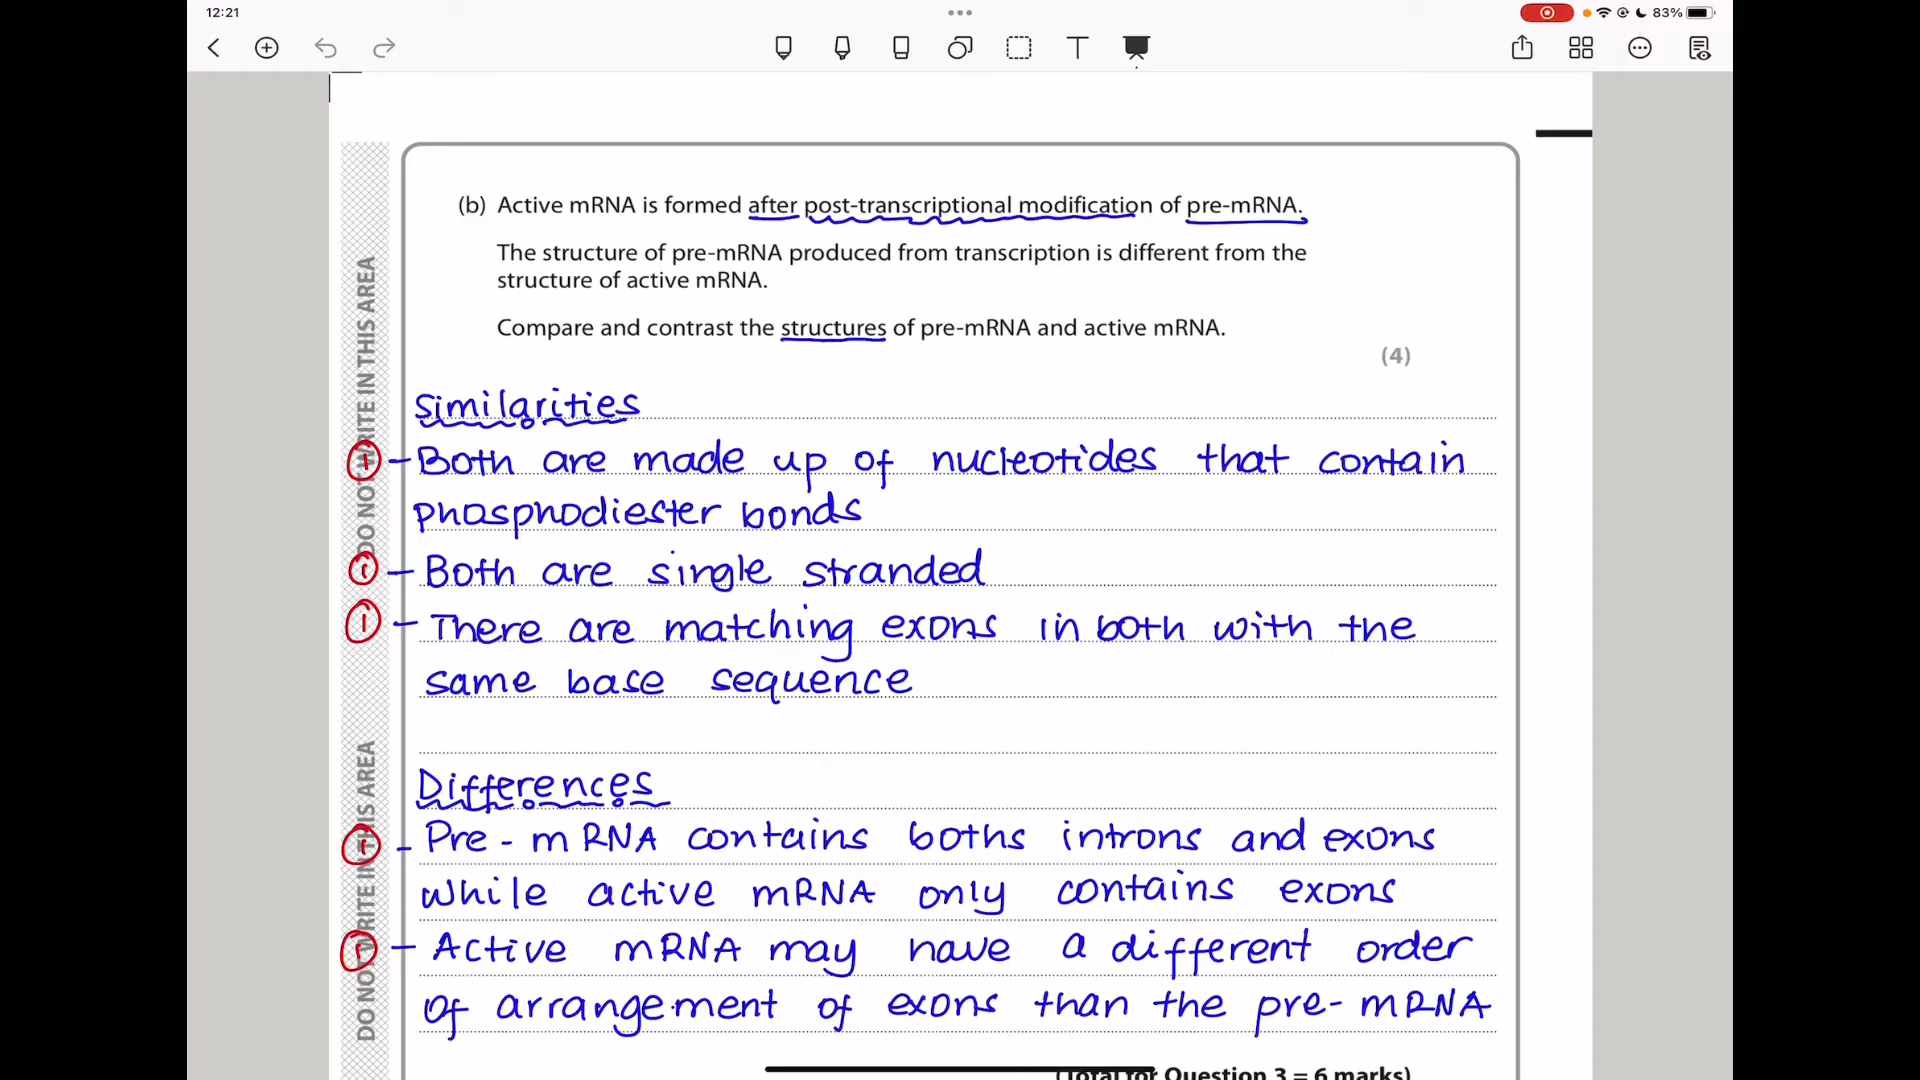 12:21
83%
(b) Active mRNA is formed after post-transcriptional modification of pre-mRNA.
The structure of pre-mRNA produced from transcription is different from the
structure of active mRNA.
Compare and contrast the structures of pre-mRNA and active mRNA.
(4)
Similarities
1 - Both are made up of nucleotides that contain
phosphodiester bonds
1 - Both are single stranded
1 - There are matching exons in both with the
same base sequence
Differences
1 - Pre-mRNA contains boths introns and exons
while active mRNA only contains exons
1 - Active mRNA may have a different order
of arrangement of exons than the pre-mRNA
(Total for Question 3 = 6 marks)
DO NOT WRITE IN THIS AREA
DO NOT WRITE IN THIS AREA